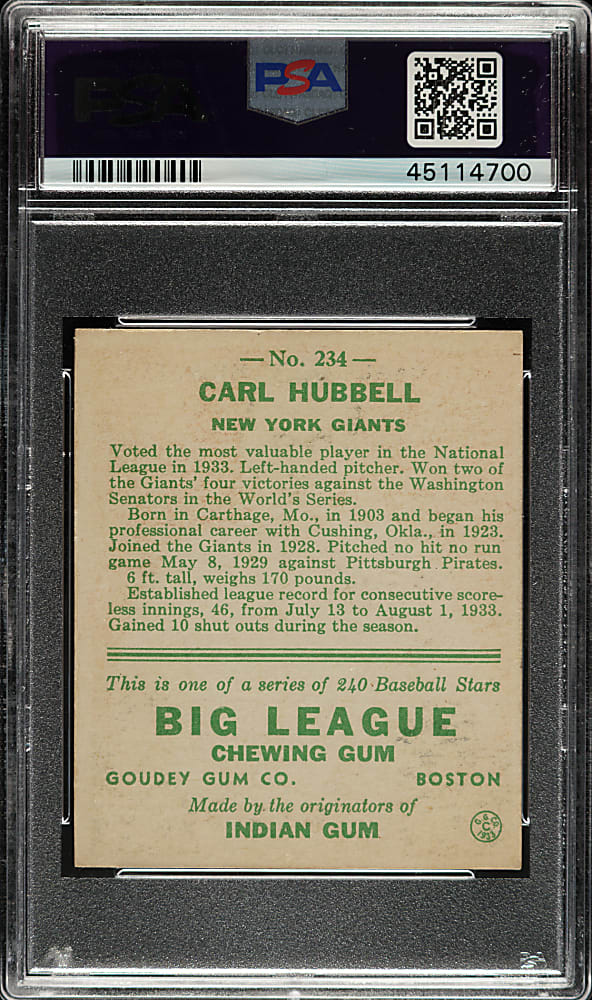 PSA
45114700
— No. 234 —
CARL HUBBELL
NEW YORK GIANTS
Voted the most valuable player in the National
League in 1933. Left-handed pitcher. Won two of
the Giants' four victories against the Washington
Senators in the World's Series.
Born in Carthage, Mo., in 1903 and began his
professional career with Cushing, Okla., in 1923.
Joined the Giants in 1928. Pitched no hit no run
game May 8, 1929 against Pittsburgh Pirates.
6 ft. tall, weighs 170 pounds.
Established league record for consecutive score-
less innings, 46, from July 13 to August 1, 1933.
Gained 10 shut outs during the season.
This is one of a series of 240 Baseball Stars
BIG LEAGUE
CHEWING GUM
GOUDEY GUM CO. BOSTON
Made by the originators of
INDIAN GUM
G. G. CO.
C
1933